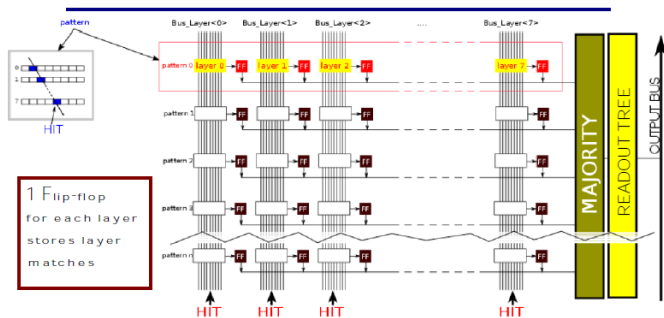 pattern
Bus_Layer<0> Bus_Layer<1> Bus_Layer<2> .... Bus_Layer<7>
0
1
7
HIT
pattern 0 layer 0 FF layer 1 FF layer 2 FF layer 7 FF
pattern 1 FF FF FF FF
pattern 2 FF FF FF FF
pattern 3 FF FF FF FF
pattern n FF FF FF FF
1 Flip-flop
for each layer
stores layer
matches
HIT HIT HIT HIT
MAJORITY
READOUT TREE
OUTPUT BUS